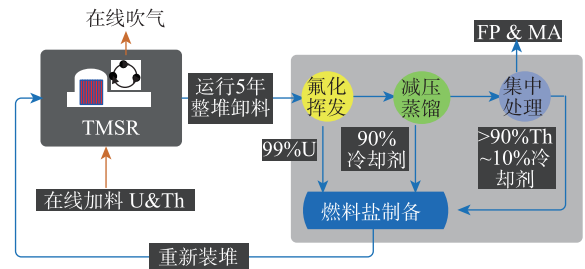 在线吹气
TMSR
在线加料 U&Th
运行5年
整堆卸料
氟化
挥发
减压
蒸馏
集中
处理
FP & MA
99%U
90%
冷却剂
>90%Th
~10%冷
却剂
燃料盐制备
重新装堆